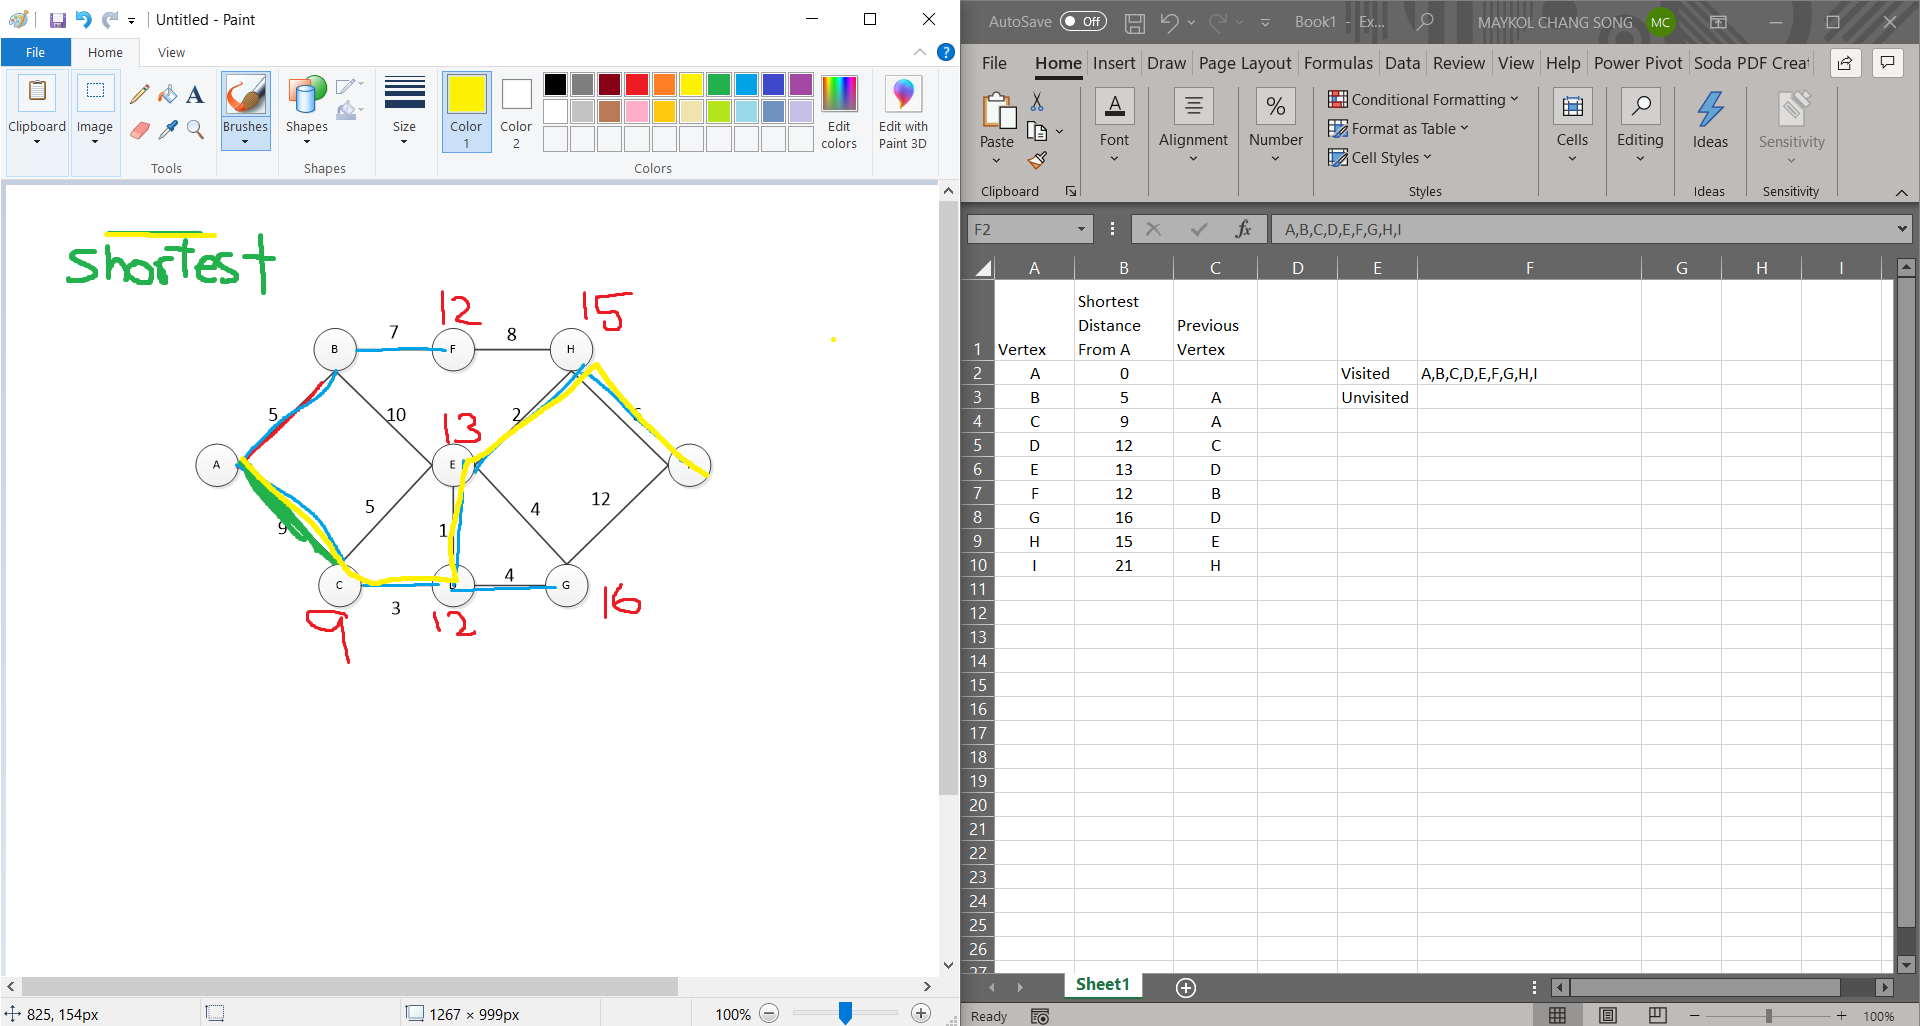 Untitled - Paint
File Home View
Clipboard Image Tools Brushes Shapes Size Color 1 Color 2 Colors Edit colors Edit with Paint 3D
shortest
12 15
7 8
B F H
5 10 2
13
A E
5 4 12
9 1
C 4 G
3
9 12 16
825, 154px 1267 × 999px 100%
AutoSave Off Book1 - Ex... MAYKOL CHANG SONG MC
File Home Insert Draw Page Layout Formulas Data Review View Help Power Pivot Soda PDF Creat
Paste Font Alignment Number Conditional Formatting Cells Editing Ideas Sensitivity
Format as Table
Cell Styles
Clipboard Styles Ideas Sensitivity
F2 fx A,B,C,D,E,F,G,H,I
A B C D E F G H I
1 Vertex Shortest Distance From A Previous Vertex
2 A 0 Visited A,B,C,D,E,F,G,H,I
3 B 5 A Unvisited
4 C 9 A
5 D 12 C
6 E 13 D
7 F 12 B
8 G 16 D
9 H 15 E
10 I 21 H
11
12
13
14
15
16
17
18
19
20
21
22
23
24
25
26
27
Sheet1
Ready 100%